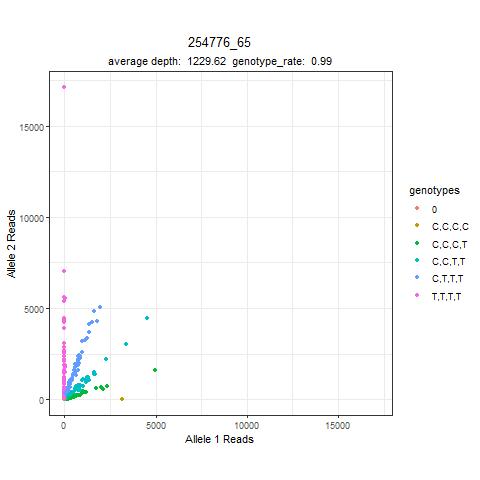 254776_65
average depth:  1229.62  genotype_rate:  0.99
15000
10000
5000
0
Allele 2 Reads
0
5000
10000
15000
Allele 1 Reads
genotypes
0
C,C,C,C
C,C,C,T
C,C,T,T
C,T,T,T
T,T,T,T